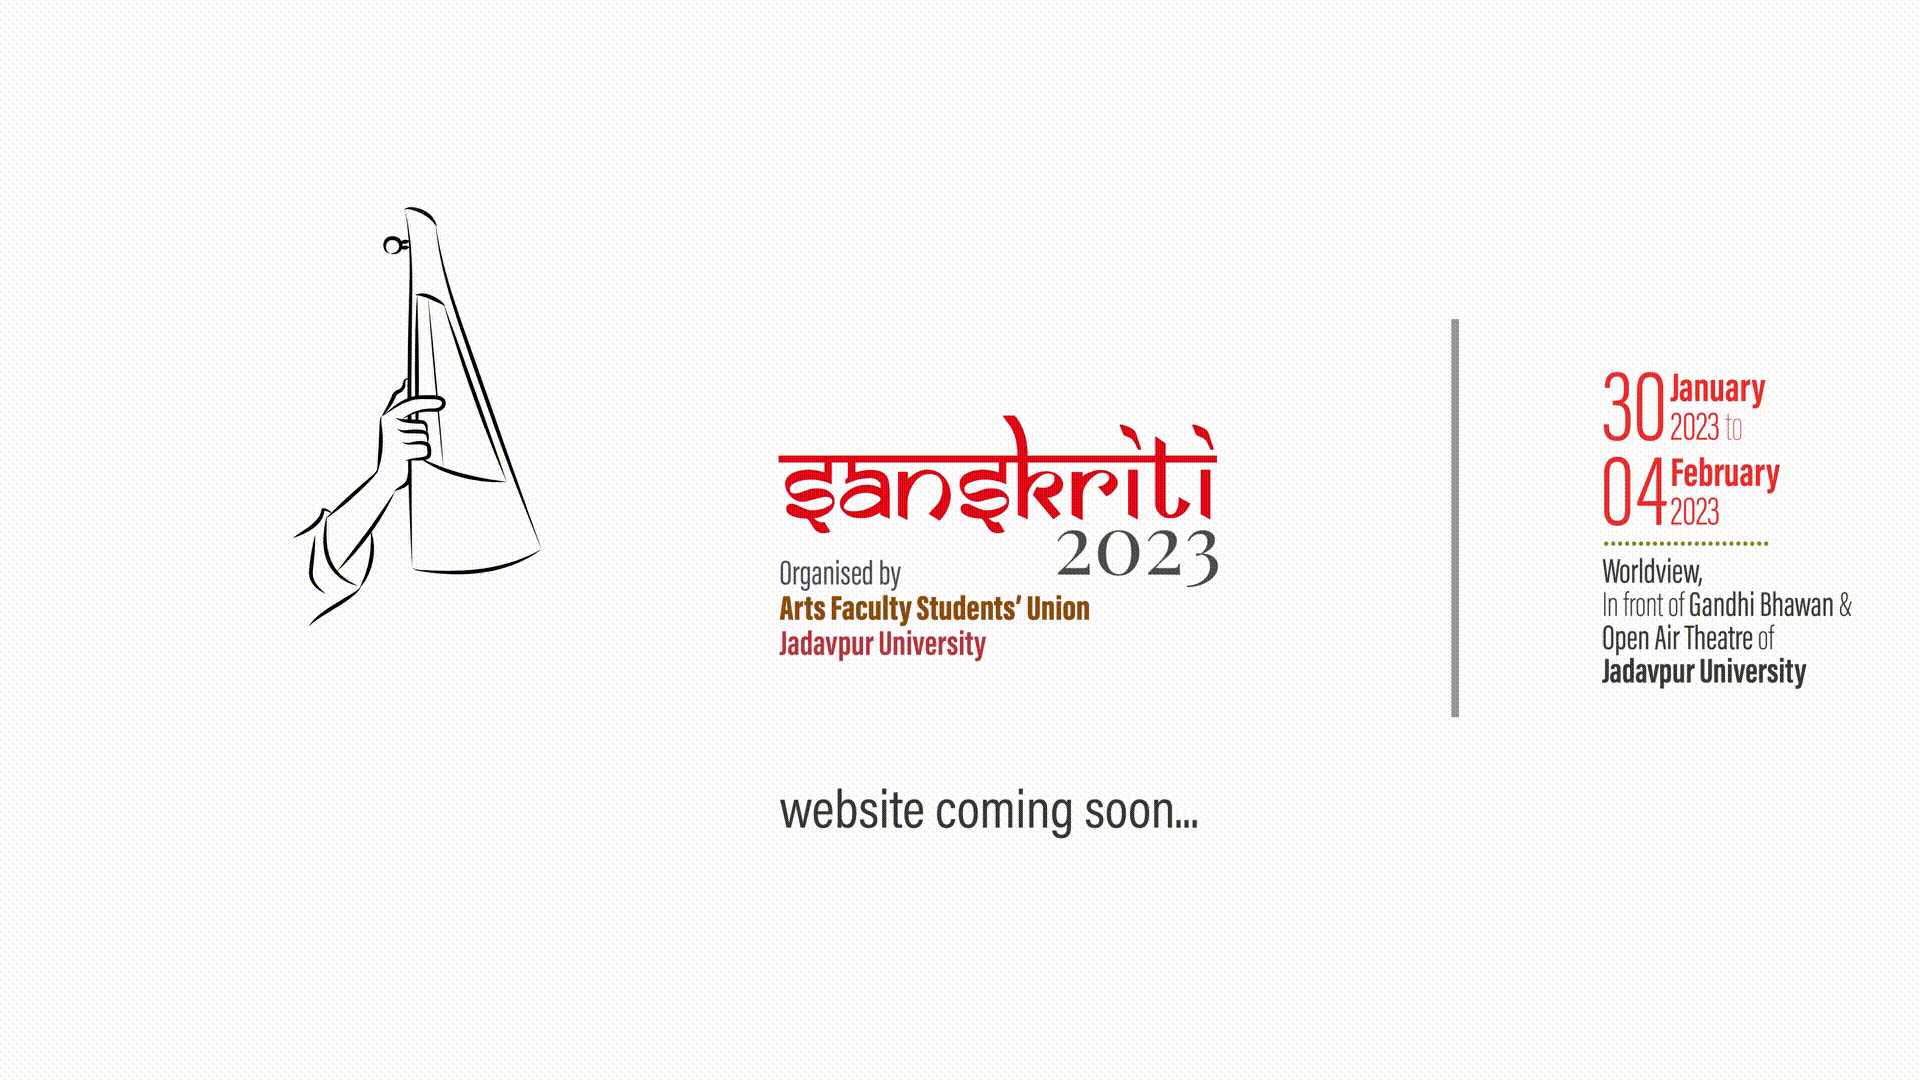 sanskriti
2023
Organised by
Arts Faculty Students’ Union
Jadavpur University
website coming soon...
30 January
2023 to
04 February
2023
Worldview,
In front of Gandhi Bhawan &
Open Air Theatre of
Jadavpur University